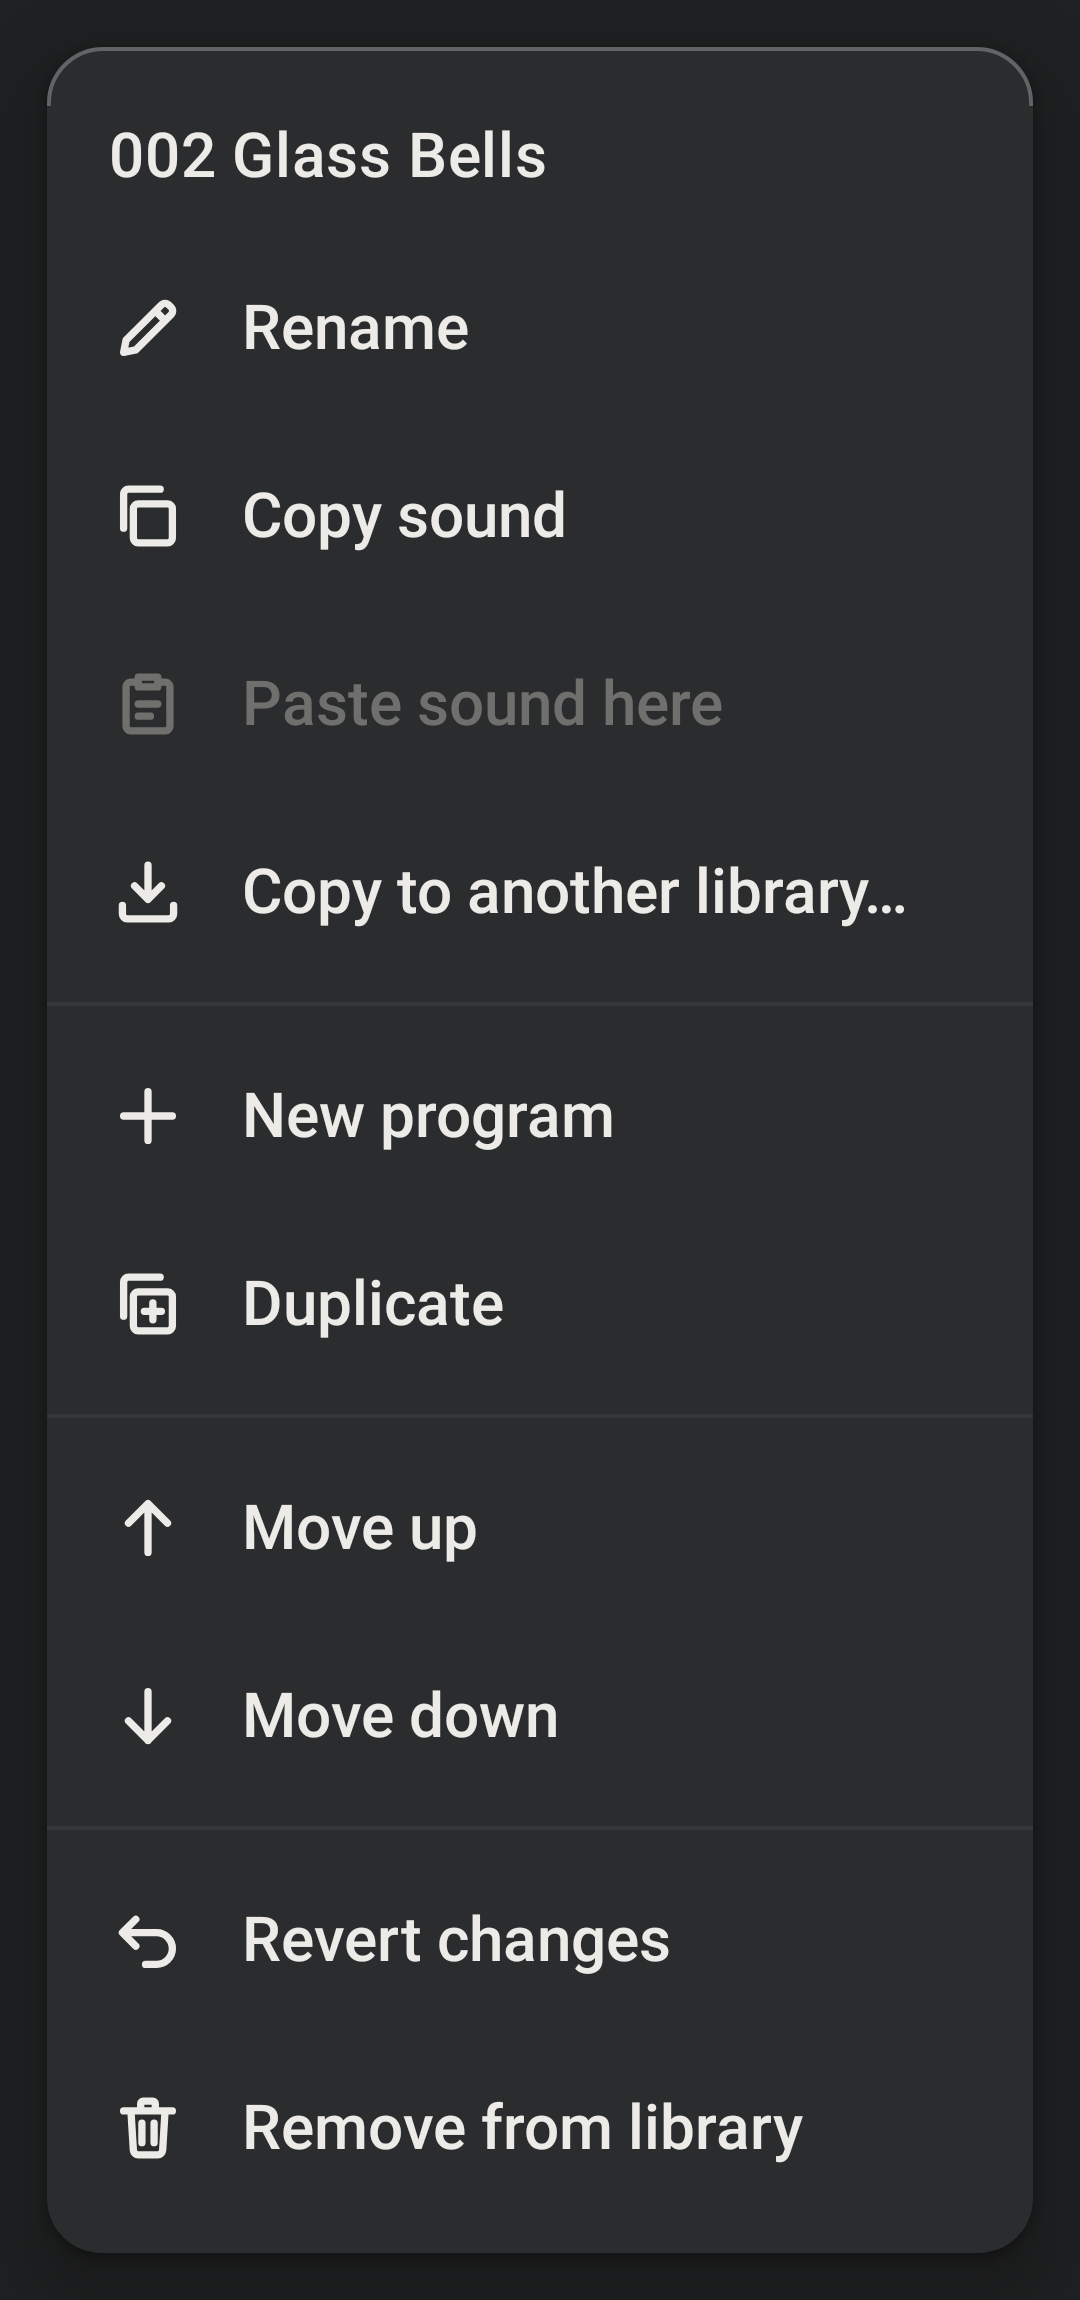 002 Glass Bells
Rename
Copy sound
Paste sound here
Copy to another library...
New program
Duplicate
Move up
Move down
Revert changes
Remove from library